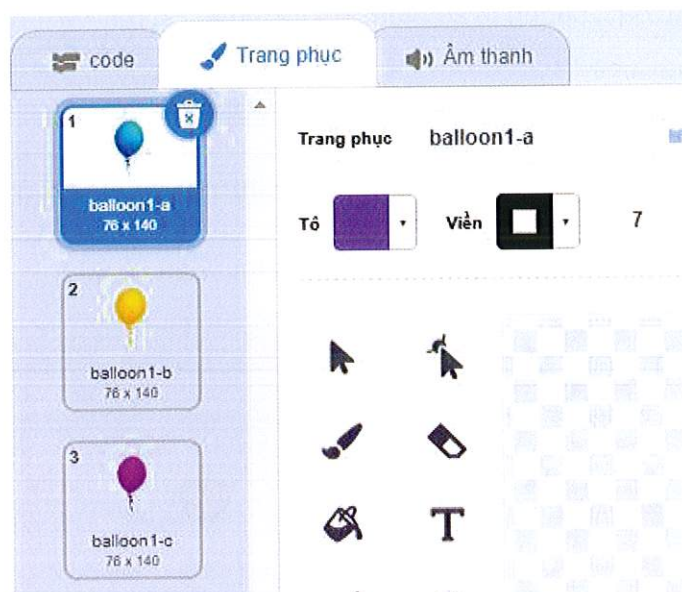 code
Trang phục
Âm thanh
1
balloon1-a
76 x 140
2
balloon1-b
76 x 140
3
balloon1-c
76 x 140
Trang phục
balloon1-a
Tô
Viền
7
T